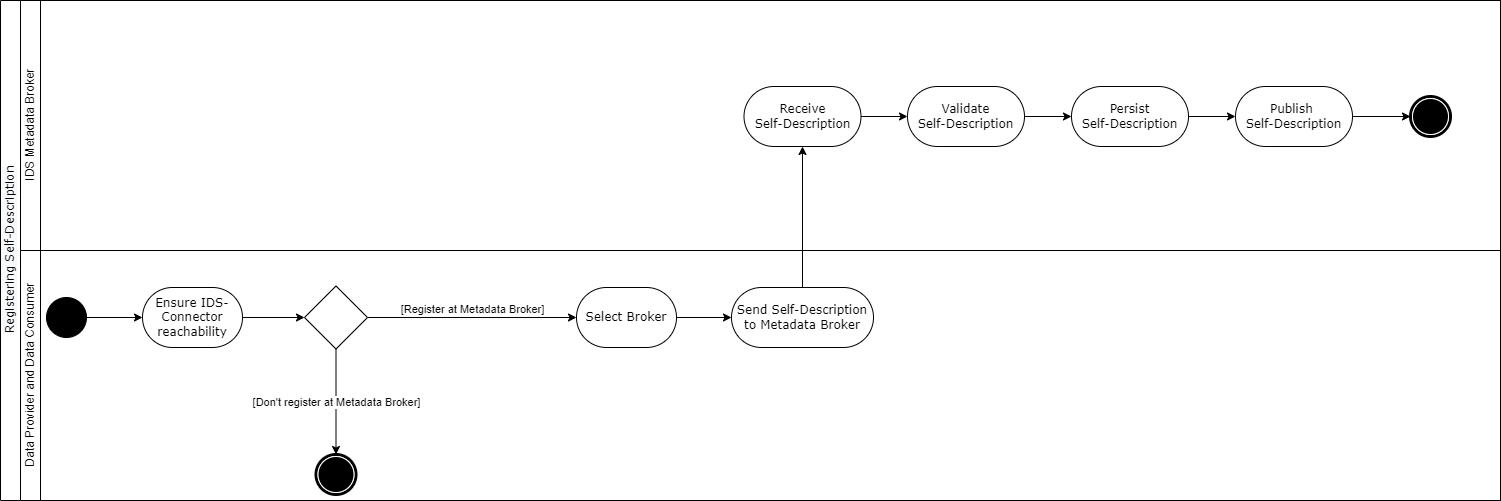 Registering Self-Description
IDS Metadata Broker
Receive
Self-Description
Validate
Self-Description
Persist
Self-Description
Publish
Self-Description
Data Provider and Data Consumer
Ensure IDS-
Connector
reachability
[Register at Metadata Broker]
Select Broker
Send Self-Description
to Metadata Broker
[Don't register at Metadata Broker]